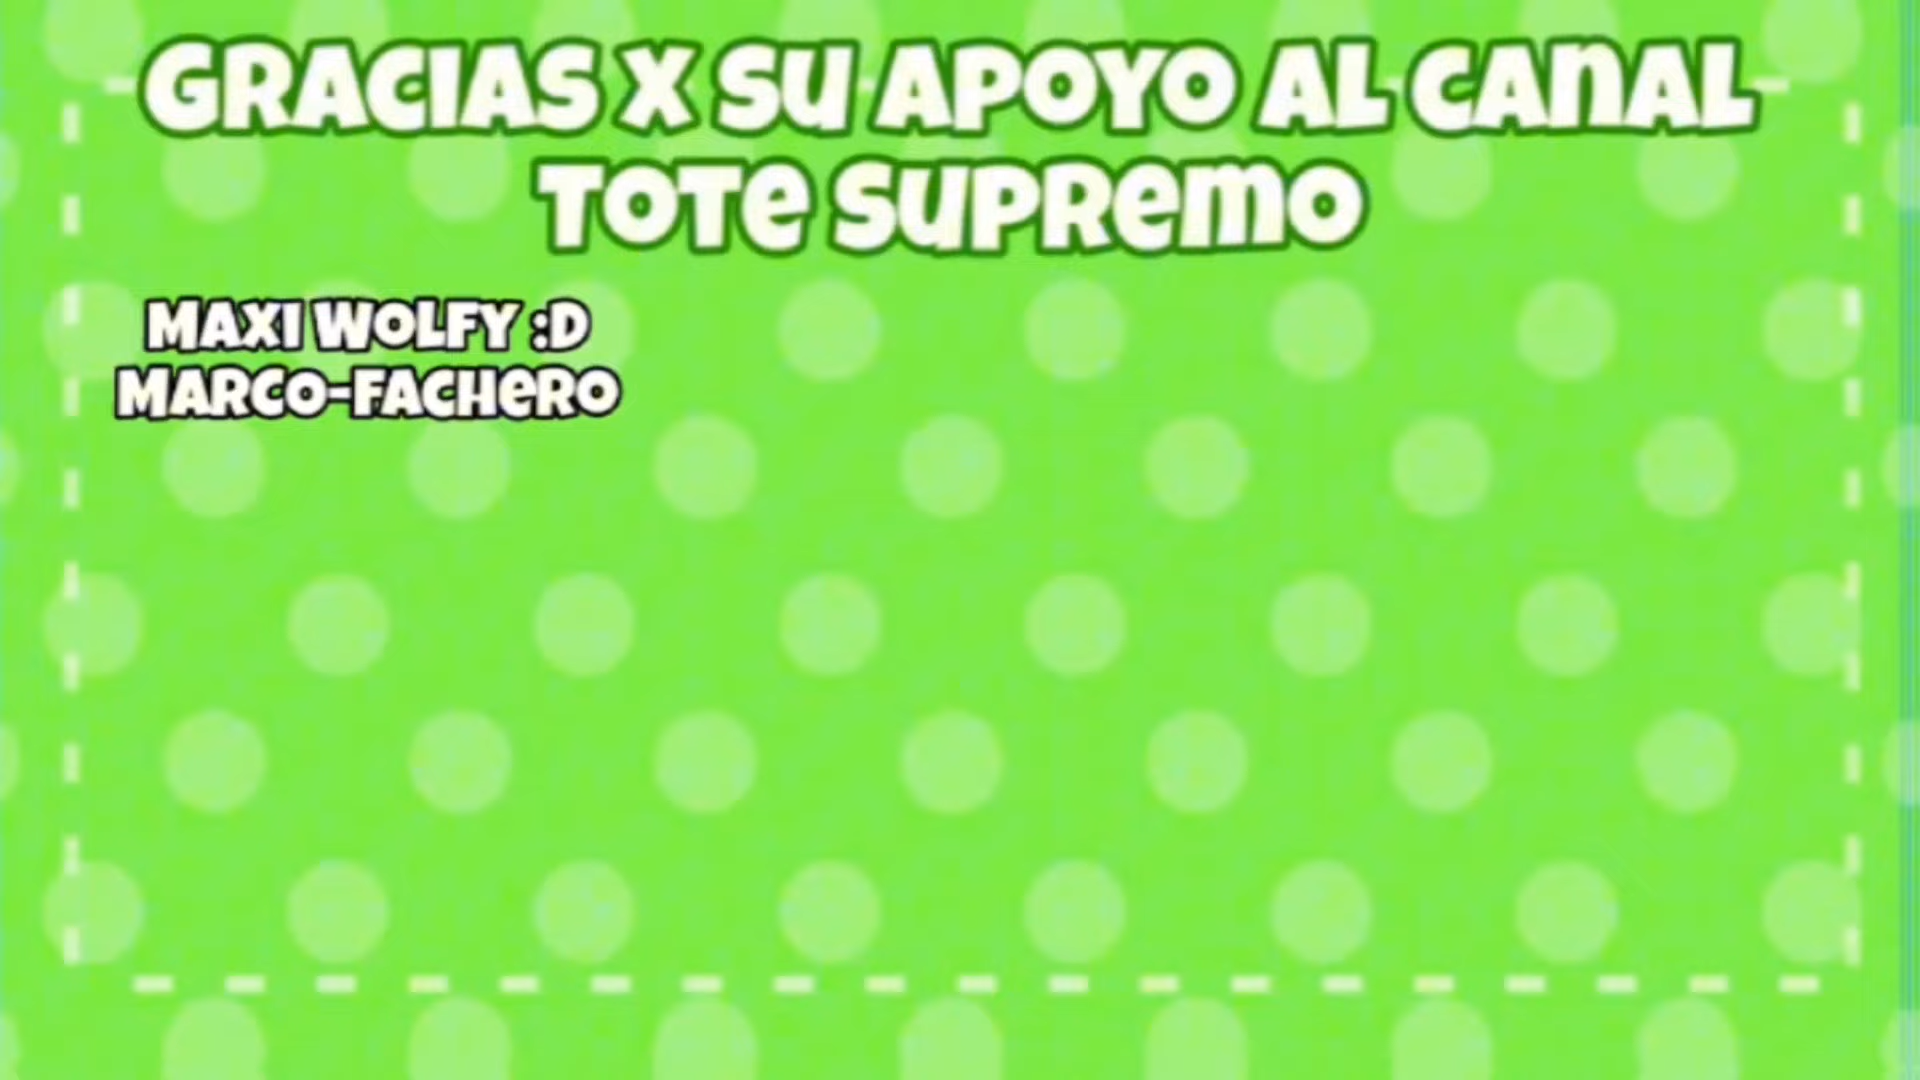 GRACIAS X SU APOYO AL CANAL
TOTE SUPREMO
MAXI WOLFY :D
MARCO-FACHERO